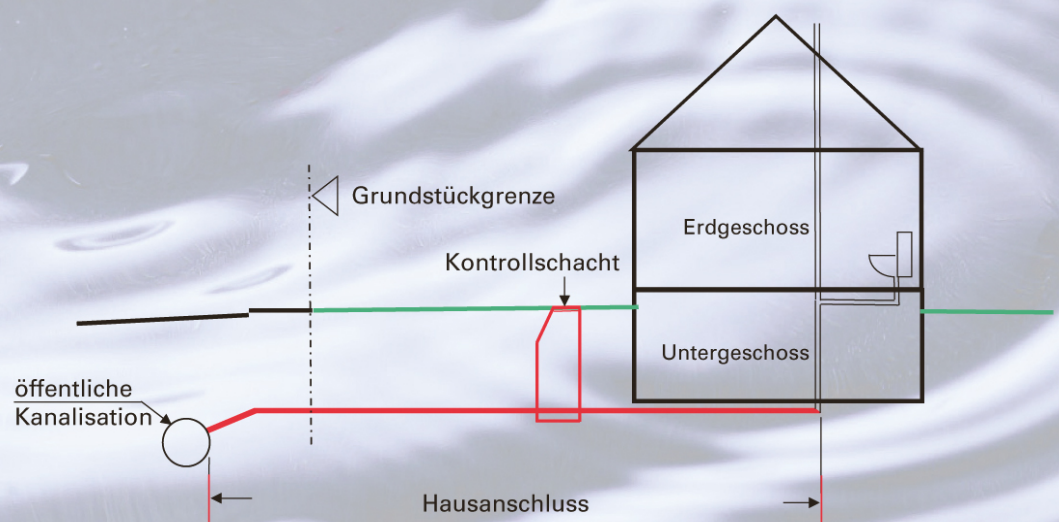 Grundstückgrenze
Erdgeschoss
Kontrollschacht
Untergeschoss
öffentliche
Kanalisation
Hausanschluss